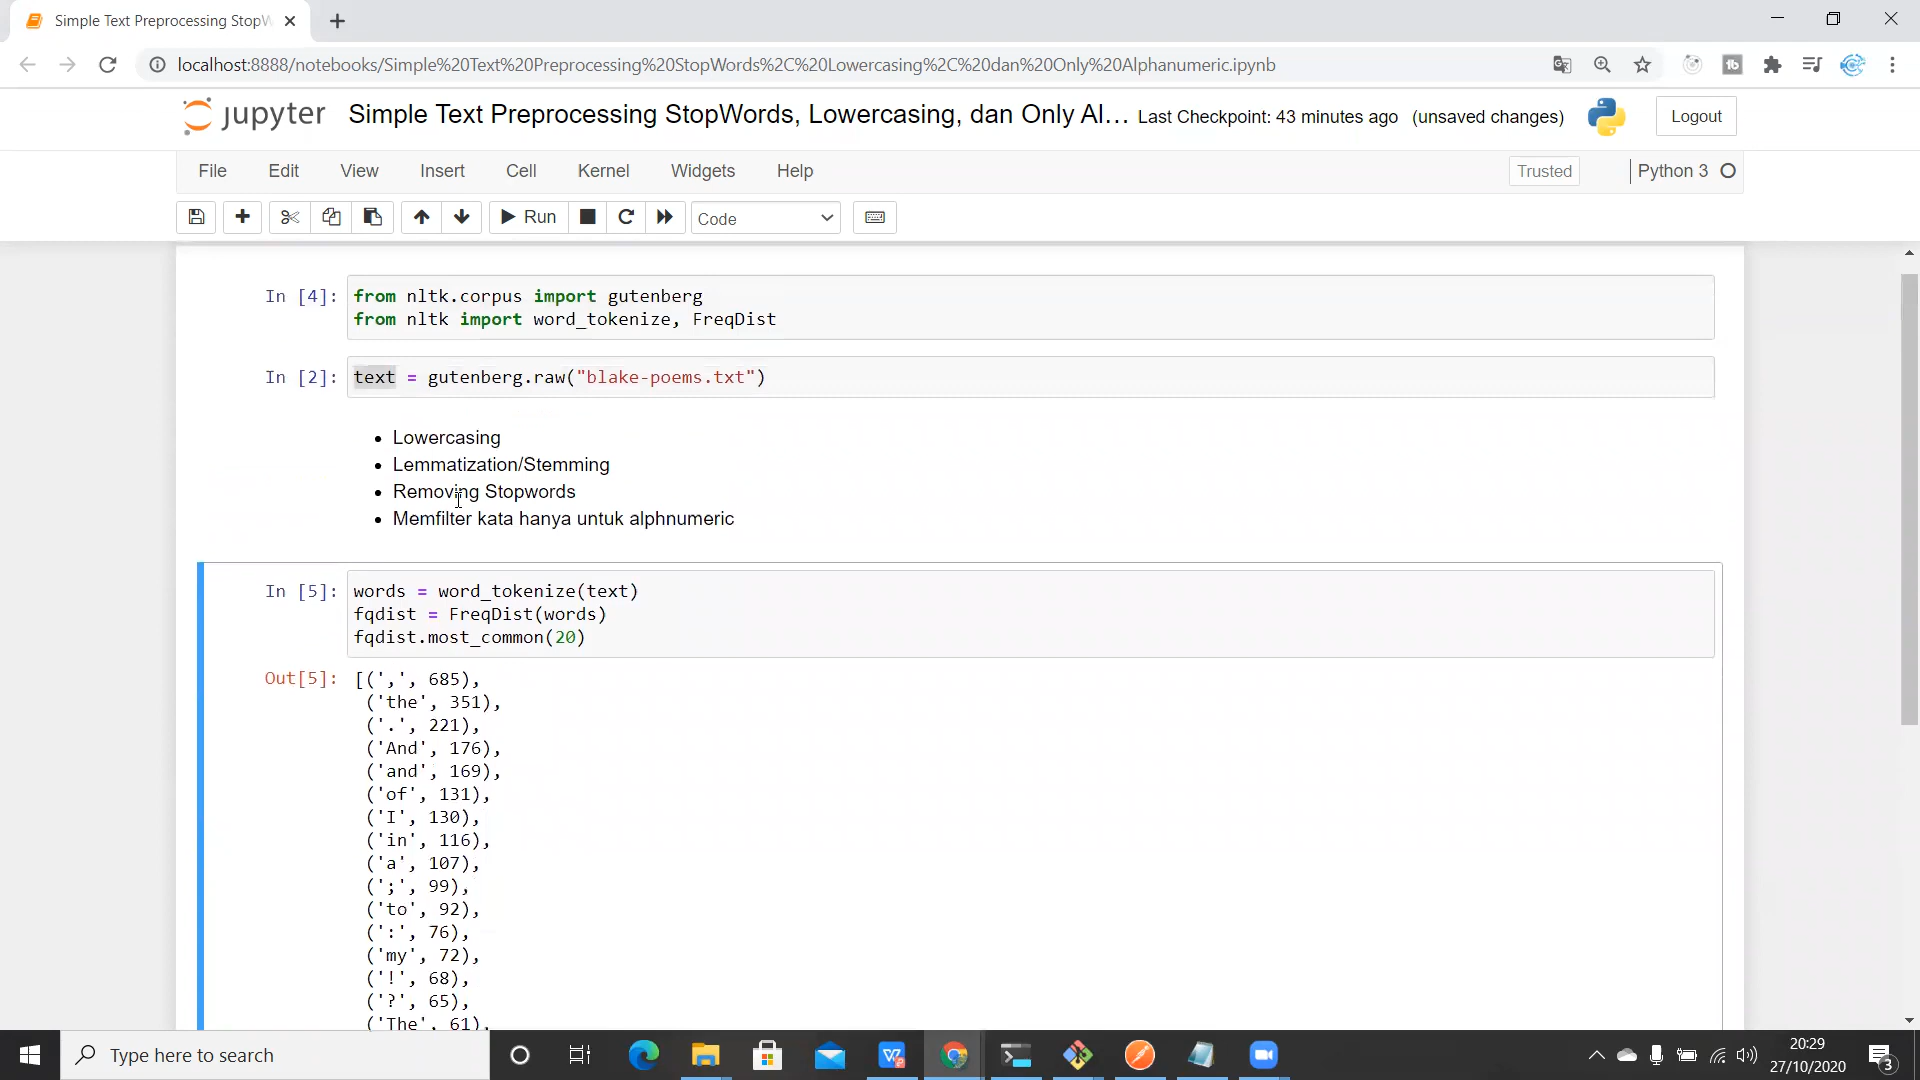 Simple Text Preprocessing StopW
localhost:8888/notebooks/Simple%20Text%20Preprocessing%20StopWords%2C%20Lowercasing%2C%20dan%20Only%20Alphanumeric.ipynb
jupyter Simple Text Preprocessing StopWords, Lowercasing, dan Only Al... Last Checkpoint: 43 minutes ago (unsaved changes) Logout
File Edit View Insert Cell Kernel Widgets Help Trusted Python 3
Run Code
In [4]: from nltk.corpus import gutenberg
from nltk import word_tokenize, FreqDist
In [2]: text = gutenberg.raw("blake-poems.txt")
• Lowercasing
• Lemmatization/Stemming
• Removing Stopwords
• Memfilter kata hanya untuk alphnumeric
In [5]: words = word_tokenize(text)
fqdist = FreqDist(words)
fqdist.most_common(20)
Out[5]: [(',', 685),
('the', 351),
('.', 221),
('And', 176),
('and', 169),
('of', 131),
('I', 130),
('in', 116),
('a', 107),
(';', 99),
('to', 92),
(':', 76),
('my', 72),
('!', 68),
('?', 65),
('The', 61),
Type here to search
20:29
27/10/2020
3